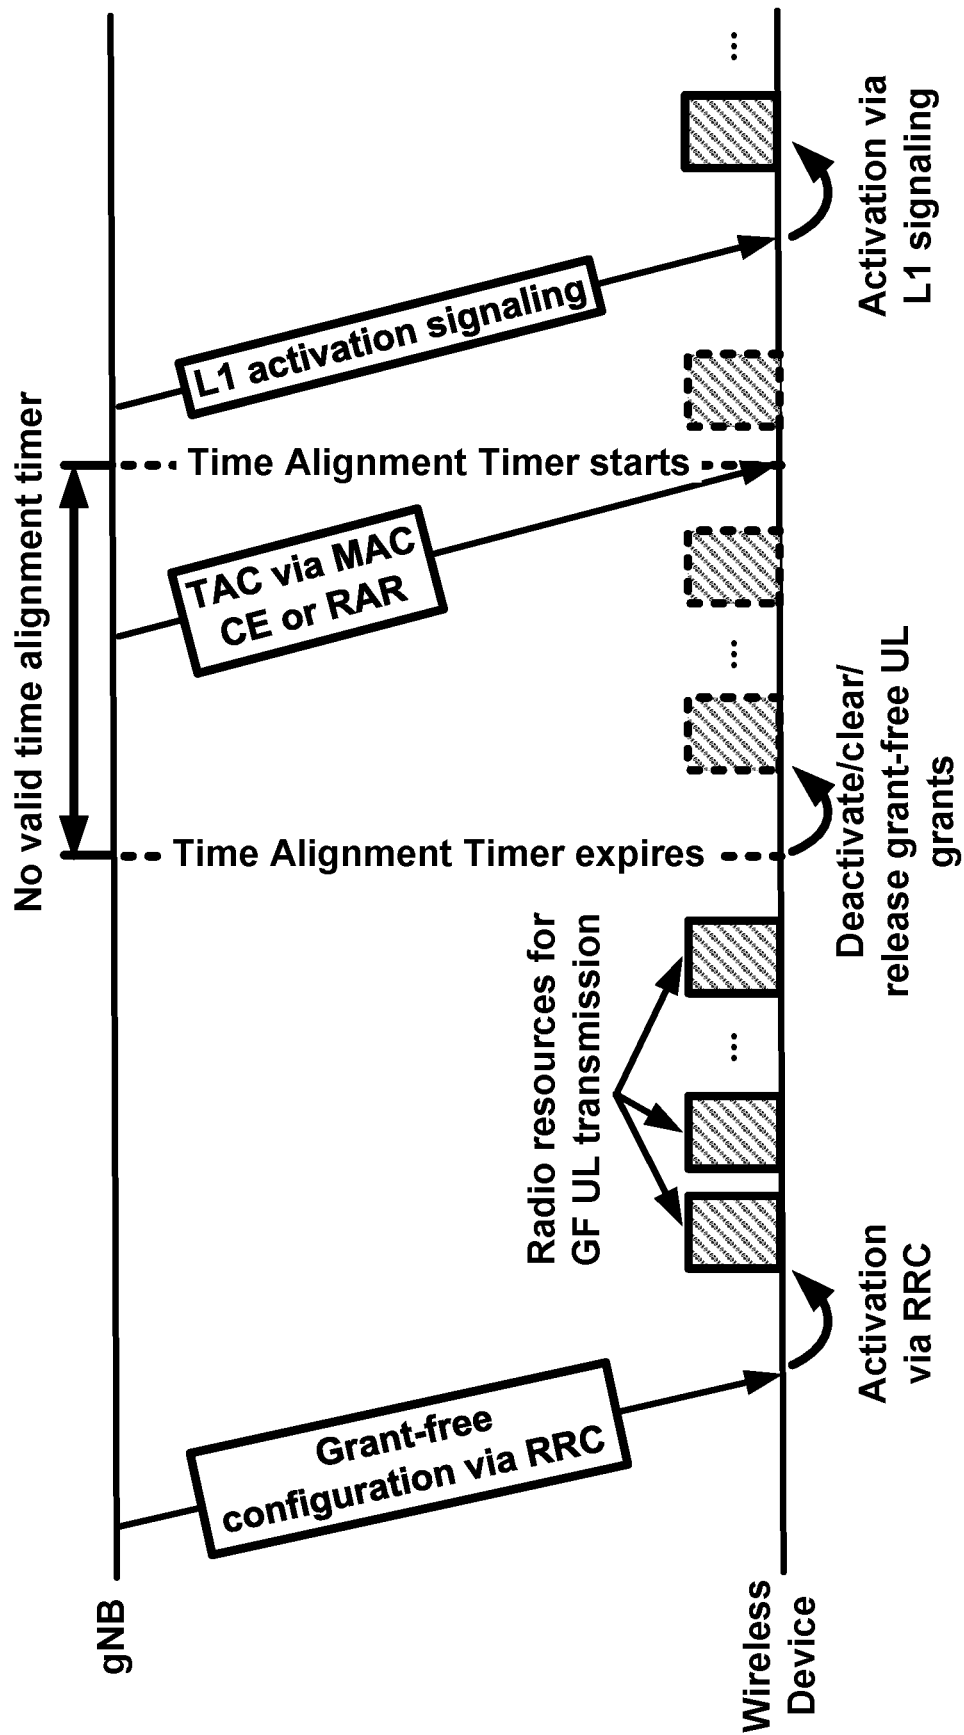 gNB
Wireless
Device
Grant-free
configuration via RRC
Activation
via RRC
Radio resources for
GF UL transmission
...
Time Alignment Timer expires
Deactivate/clear/
release grant-free UL
grants
No valid time alignment timer
...
TAC via MAC
CE or RAR
Time Alignment Timer starts
L1 activation signaling
Activation via
L1 signaling
...